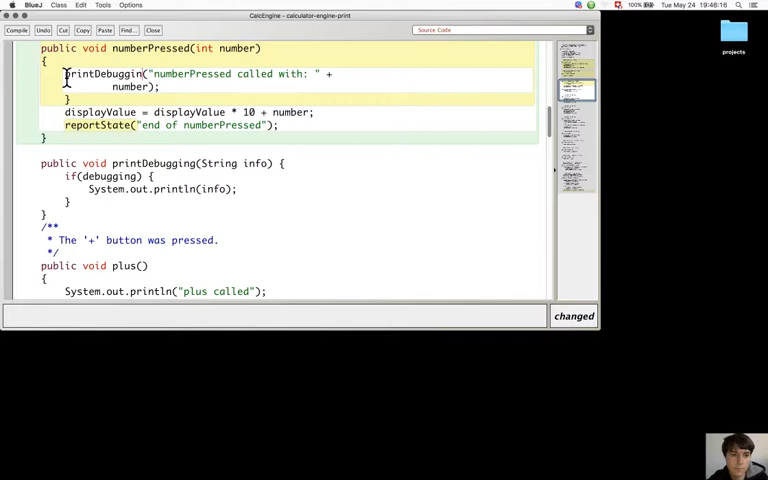 BlueJ Class Edit Tools Options 100% Tue May 24 19:46:16
CalcEngine - calculator-engine-print
Compile Undo Cut Copy Paste Find... Close Source Code
public void numberPressed(int number)
{
printDebuggin("numberPressed called with: " +
number);
}
displayValue = displayValue * 10 + number;
reportState("end of numberPressed");
}
public void printDebugging(String info) {
if(debugging) {
System.out.println(info);
}
}
/**
* The '+' button was pressed.
*/
public void plus()
{
System.out.println("plus called");
changed
projects